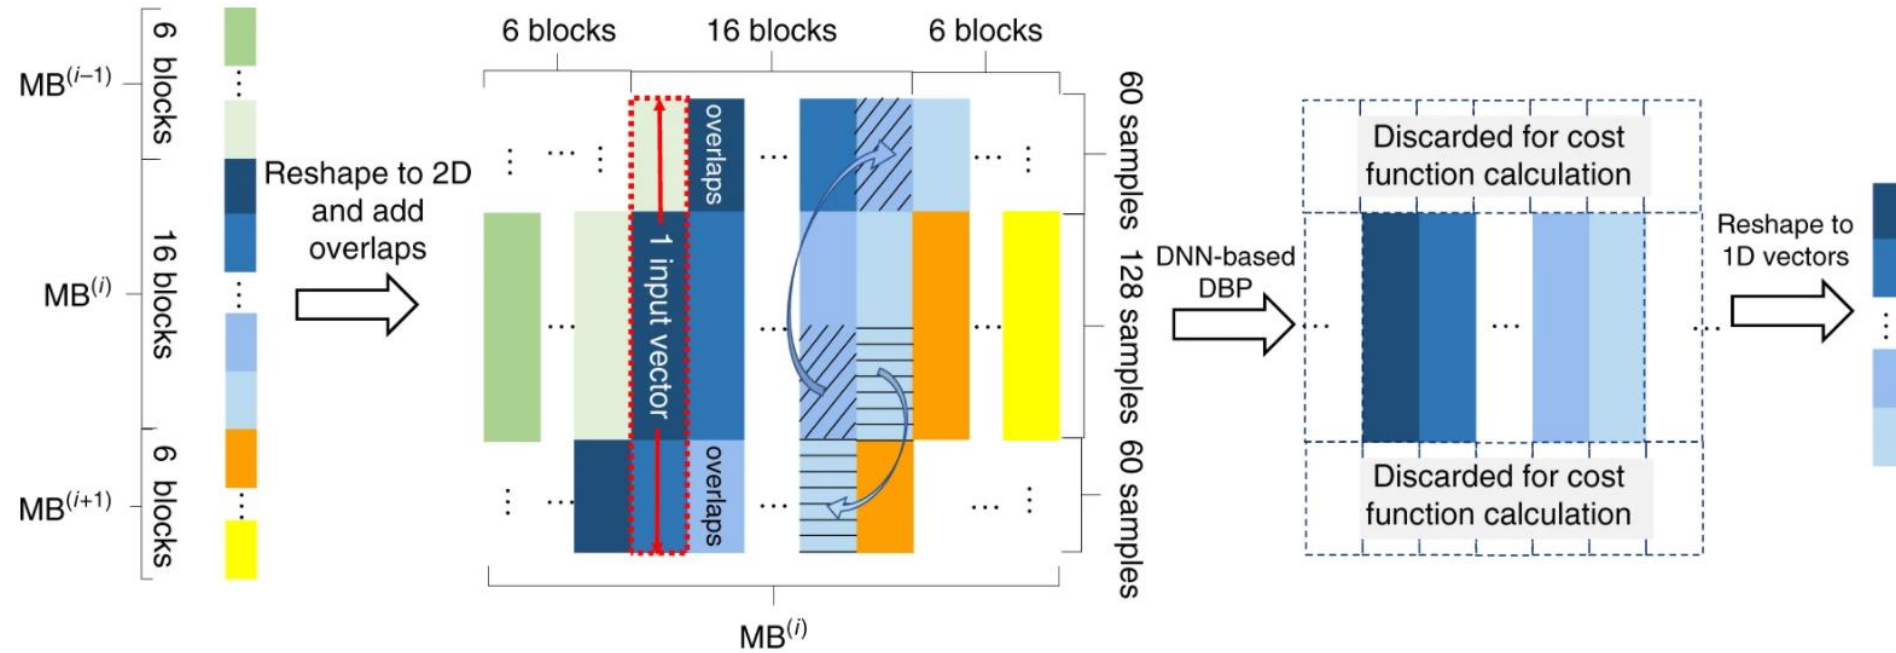 MB(i−1)
MB(i)
MB(i+1)
6 blocks
16 blocks
6 blocks
Reshape to 2D
and add
overlaps
6 blocks
16 blocks
6 blocks
overlaps
1 input vector
overlaps
60 samples
128 samples
60 samples
MB(i)
DNN-based
DBP
Discarded for cost
function calculation
Discarded for cost
function calculation
Reshape to
1D vectors